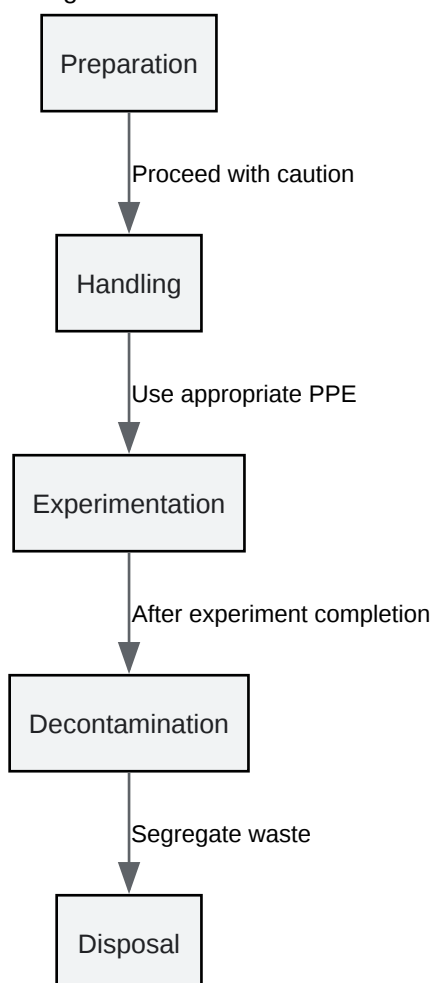 Preparation
Proceed with caution
Handling
Use appropriate PPE
Experimentation
After experiment completion
Decontamination
Segregate waste
Disposal